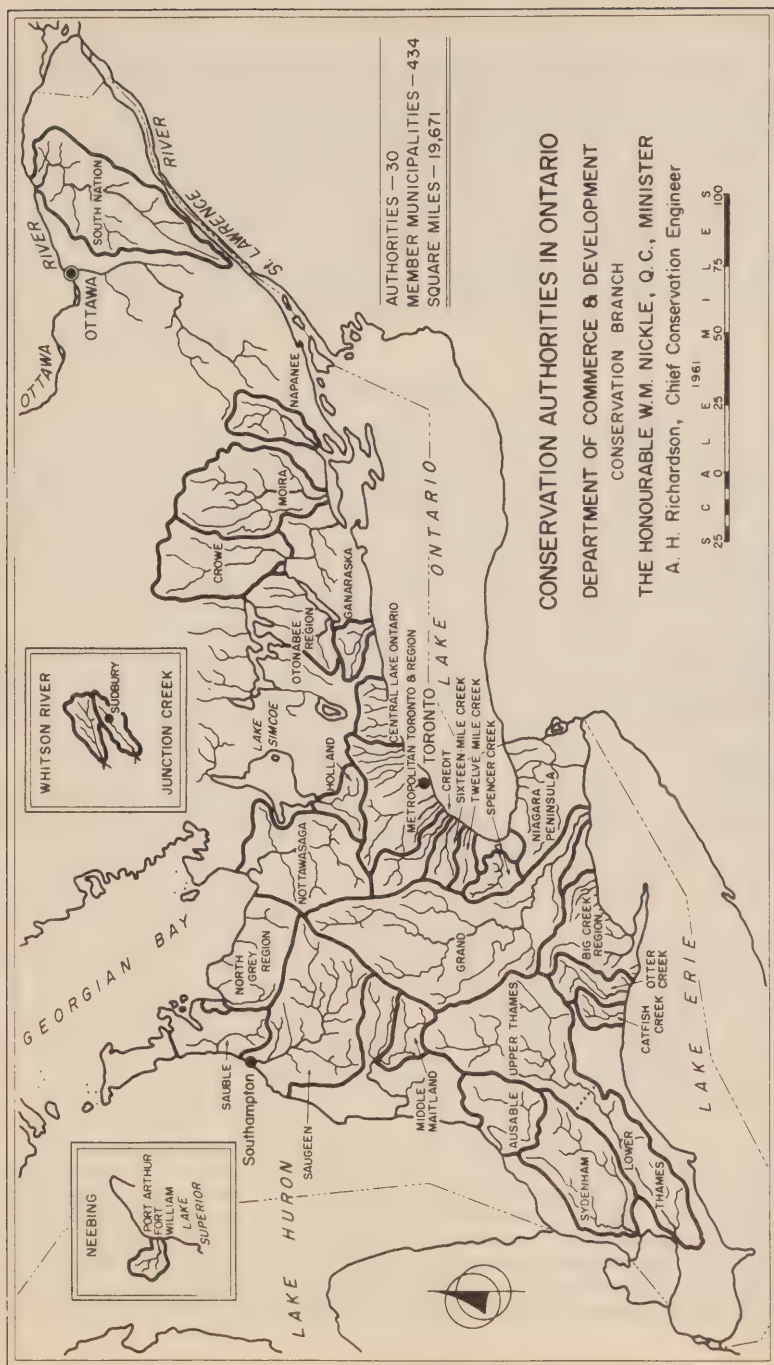 WHITSON RIVER
SUDBURY
JUNCTION CREEK
NEEBING
PORT ARTHUR
FORT
WILLIAM
LAKE
SUPERIOR
GEORGIAN BAY
LAKE HURON
SAUBLE
Southampton
SAUGEEN
NORTH
GREY
REGION
NOTTAWASAGA
LAKE
SIMCOE
HOLLAND
MIDDLE
MAITLAND
GRAND
AUSABLE
UPPER THAMES
SYDENHAM
LOWER
THAMES
CATFISH
CREEK
OTTER
CREEK
BIG CREEK
REGION
LAKE ERIE
NIAGARA
PENINSULA
SPENCER CREEK
TWELVE MILE CREEK
SIXTEEN MILE CREEK
CREDIT
TORONTO
METROPOLITAN TORONTO & REGION
CENTRAL LAKE ONTARIO
LAKE ONTARIO
OTONABEE
REGION
GANARASKA
CROWE
MOIRA
NAPANEE
OTTAWA RIVER
OTTAWA
SOUTH NATION
ST. LAWRENCE RIVER
AUTHORITIES — 30
MEMBER MUNICIPALITIES — 434
SQUARE MILES — 19,671
CONSERVATION AUTHORITIES IN ONTARIO
DEPARTMENT OF COMMERCE & DEVELOPMENT
CONSERVATION BRANCH
THE HONOURABLE W.M. NICKLE, Q.C., MINISTER
A. H. Richardson, Chief Conservation Engineer
1961
SCALE MILES
25 0 25 50 75 100